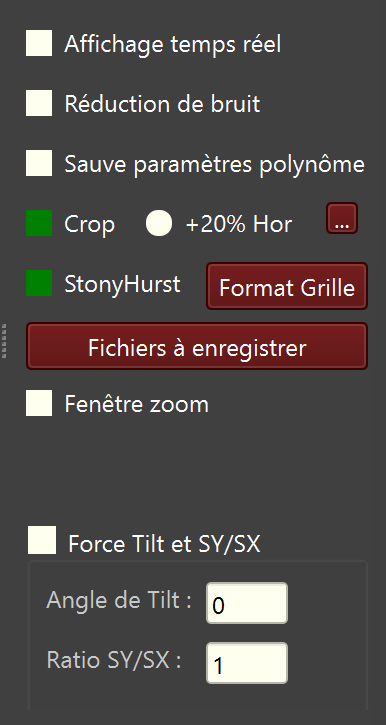 Affichage temps réel
Réduction de bruit
Sauve paramètres polynôme
Crop +20% Hor ...
StonyHurst Format Grille
Fichiers à enregistrer
Fenêtre zoom
Force Tilt et SY/SX
Angle de Tilt : 0
Ratio SY/SX : 1